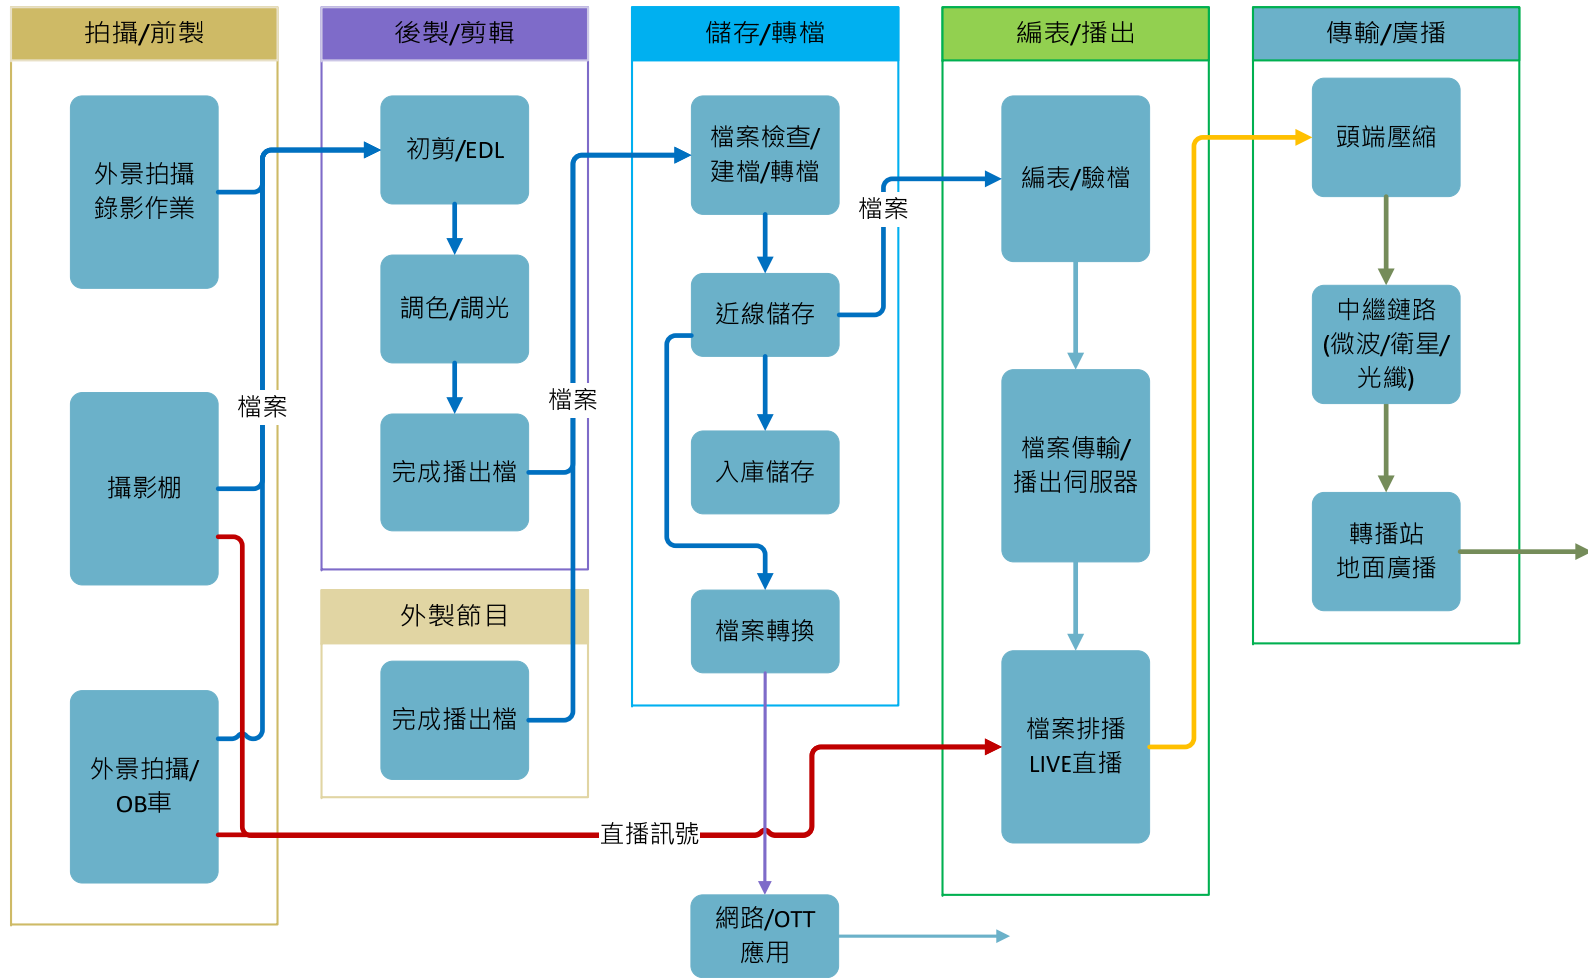 拍攝/前製
外景拍攝
錄影作業
攝影棚
外景拍攝/
OB車
檔案
後製/剪輯
初剪/EDL
調色/調光
完成播出檔
檔案
外製節目
完成播出檔
儲存/轉檔
檔案檢查/
建檔/轉檔
近線儲存
入庫儲存
檔案轉換
檔案
直播訊號
網路/OTT
應用
編表/播出
編表/驗檔
檔案傳輸/
播出伺服器
檔案排播
LIVE直播
傳輸/廣播
頭端壓縮
中繼鏈路
(微波/衛星/
光纖)
轉播站
地面廣播